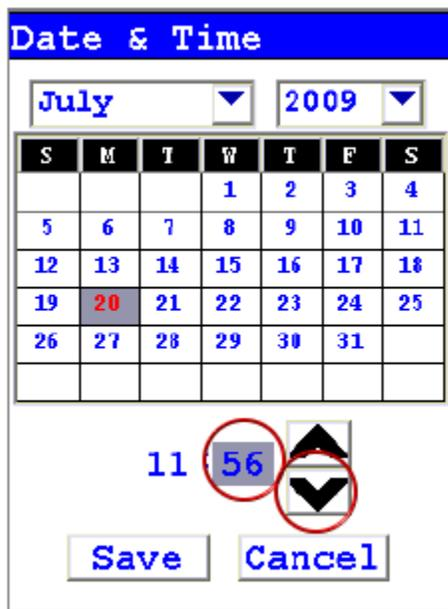 Date & Time
July 2009
S M T W T F S
1 2 3 4
5 6 7 8 9 10 11
12 13 14 15 16 17 18
19 20 21 22 23 24 25
26 27 28 29 30 31
11 : 56
Save Cancel